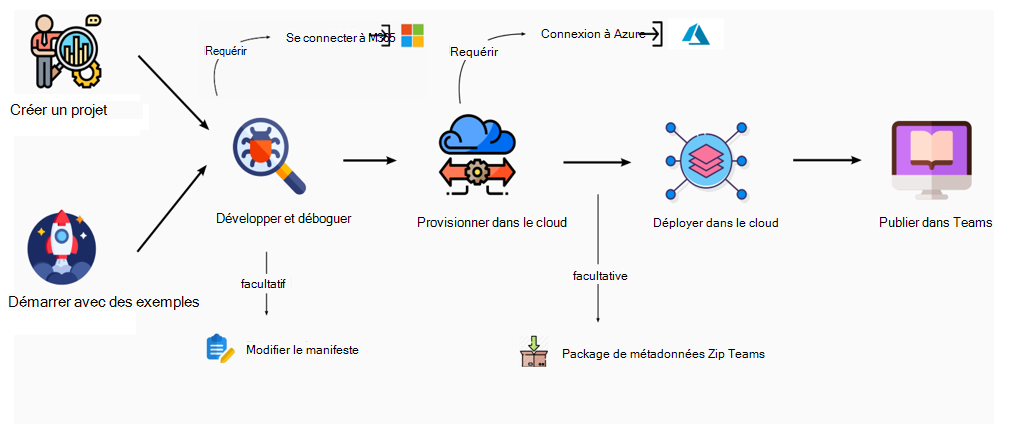 Requérir
Se connecter à M365
Requérir
Connexion à Azure
Créer un projet
Développer et déboguer
Provisionner dans le cloud
Déployer dans le cloud
Publier dans Teams
facultatif
facultative
Démarrer avec des exemples
Modifier le manifeste
Package de métadonnées Zip Teams